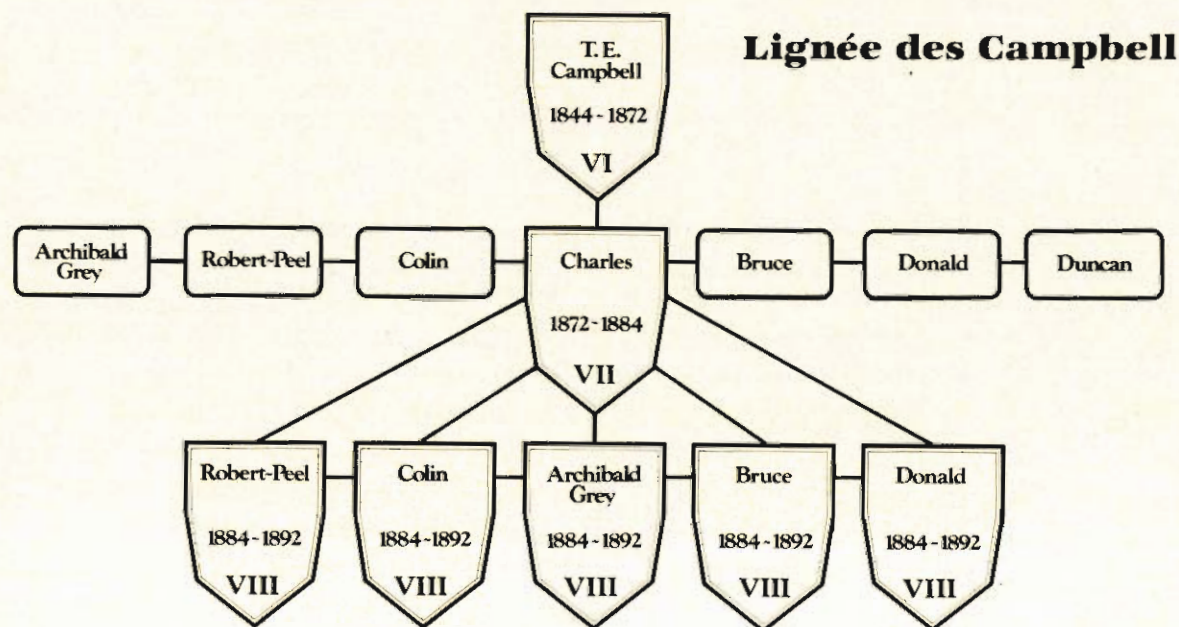 Lignée des Campbell
T.E.
Campbell
1844-1872
VI
Archibald
Grey
Robert-Peel
Colin
Charles
1872-1884
VII
Bruce
Donald
Duncan
Robert-Peel
1884-1892
VIII
Colin
1884-1892
VIII
Archibald
Grey
1884-1892
VIII
Bruce
1884-1892
VIII
Donald
1884-1892
VIII